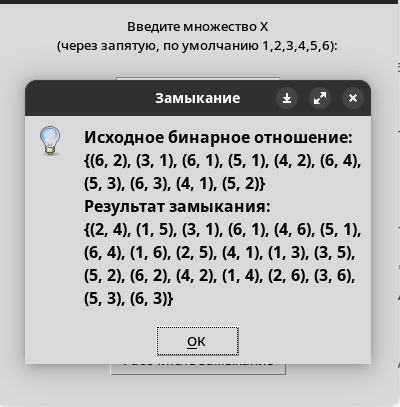 Введите множество X
(через запятую, по умолчанию 1,2,3,4,5,6):
Замыкание
Исходное бинарное отношение:
{(6, 2), (3, 1), (6, 1), (5, 1), (4, 2), (6, 4),
(5, 3), (6, 3), (4, 1), (5, 2)}
Результат замыкания:
{(2, 4), (1, 5), (3, 1), (6, 1), (4, 6), (5, 1),
(6, 4), (1, 6), (2, 5), (4, 1), (1, 3), (3, 5),
(5, 2), (6, 2), (4, 2), (1, 4), (2, 6), (3, 6),
(5, 3), (6, 3)}
OK